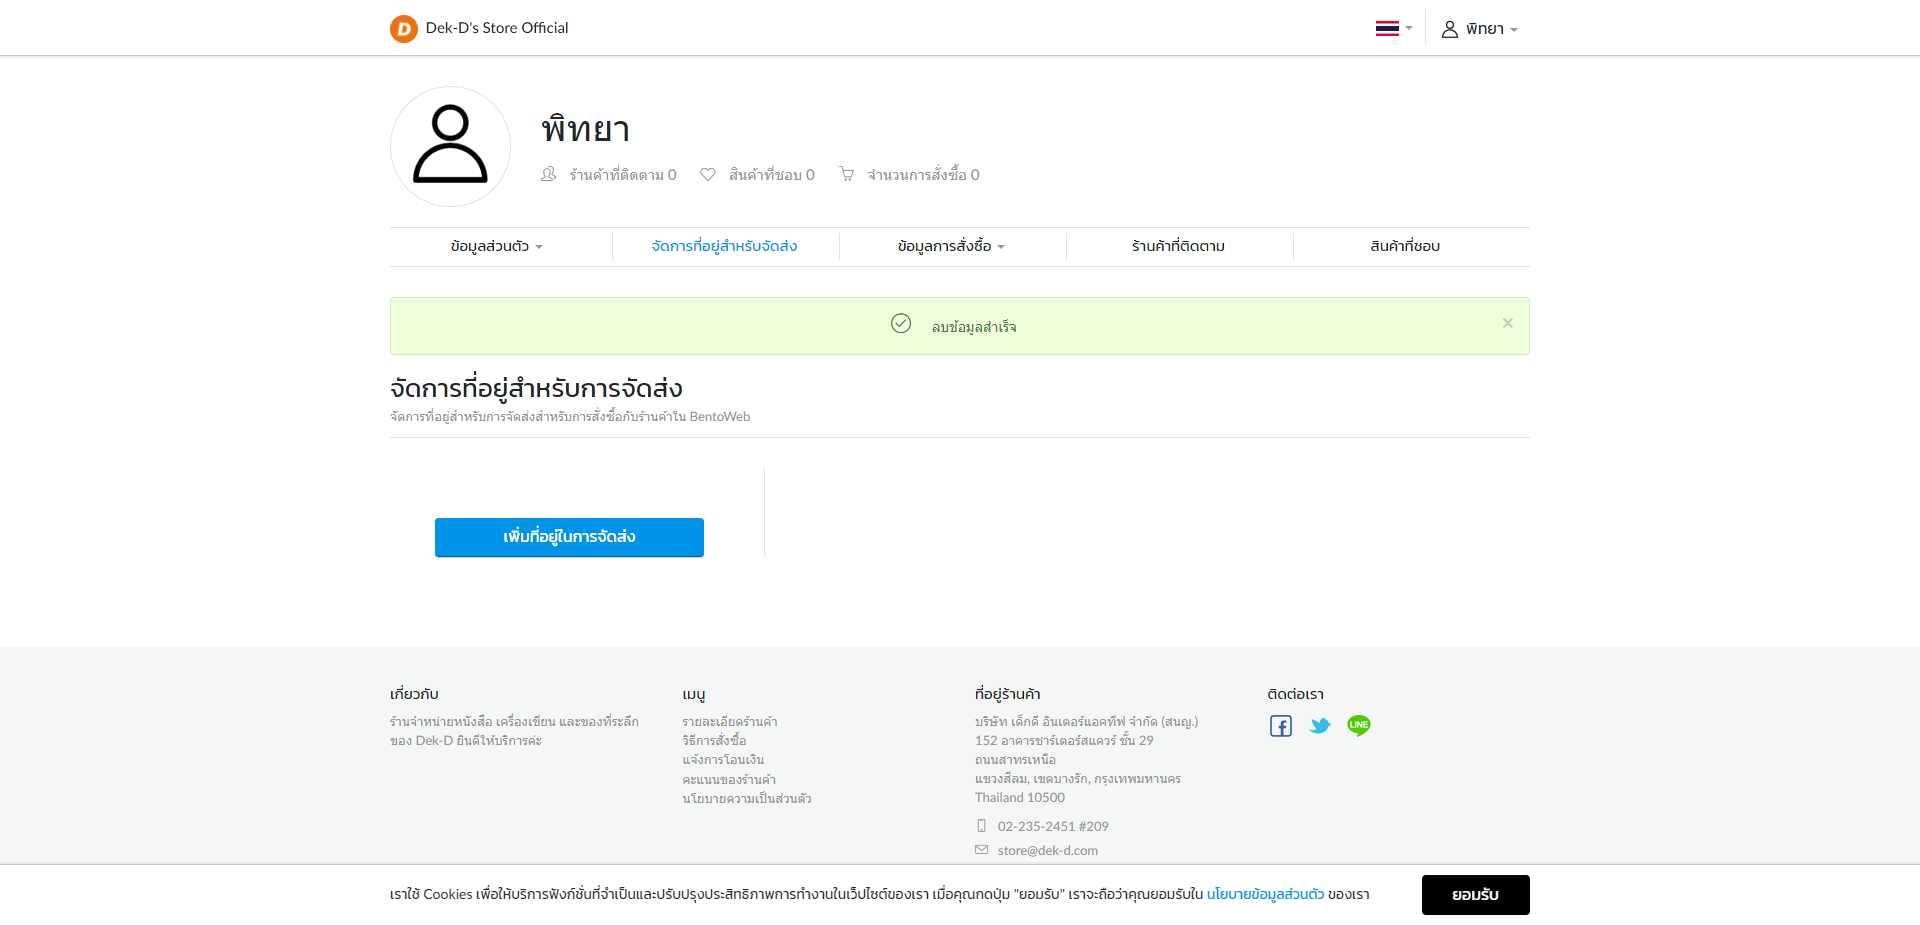 Dek-D's Store Official
พิทยา
พิทยา
ร้านค้าที่ติดตาม 0 สินค้าที่ชอบ 0 จำนวนการสั่งซื้อ 0
ข้อมูลส่วนตัว จัดการที่อยู่สำหรับจัดส่ง ข้อมูลการสั่งซื้อ ร้านค้าที่ติดตาม สินค้าที่ชอบ
ลบข้อมูลสำเร็จ
จัดการที่อยู่สำหรับการจัดส่ง
จัดการที่อยู่สำหรับการจัดส่งสำหรับการสั่งซื้อกับร้านค้าใน BentoWeb
เพิ่มที่อยู่ในการจัดส่ง
เกี่ยวกับ
ร้านจำหน่ายหนังสือ เครื่องเขียน และของที่ระลึก
ของ Dek-D ยินดีให้บริการค่ะ
เมนู
รายละเอียดร้านค้า
วิธีการสั่งซื้อ
แจ้งการโอนเงิน
คะแนนของร้านค้า
นโยบายความเป็นส่วนตัว
ที่อยู่ร้านค้า
บริษัท เด็กดี อินเตอร์แอคทีฟ จำกัด (สนญ.)
152 อาคารชาร์เตอร์สแควร์ ชั้น 29
ถนนสาทรเหนือ
แขวงสีลม, เขตบางรัก, กรุงเทพมหานคร
Thailand 10500
02-235-2451 #209
store@dek-d.com
ติดต่อเรา
LINE
เราใช้ Cookies เพื่อให้บริการฟังก์ชั่นที่จำเป็นและปรับปรุงประสิทธิภาพการทำงานในเว็ปไซต์ของเรา เมื่อคุณกดปุ่ม "ยอมรับ" เราจะถือว่าคุณยอมรับใน นโยบายข้อมูลส่วนตัว ของเรา
ยอมรับ